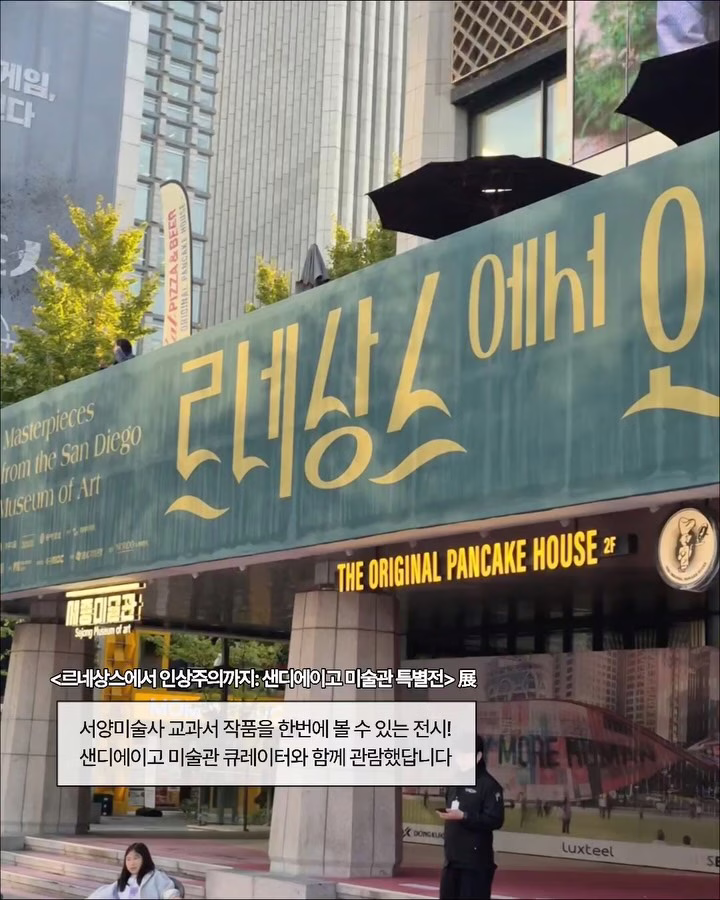 게임,
PIZZA & BEER
ORIGINAL PANCAKE HOUSE
르네상스에서 인
Masterpieces
from the San Diego
Museum of Art
THE ORIGINAL PANCAKE HOUSE 2F
세종미술관
Sejong Museum of art
<르네상스에서 인상주의까지: 샌디에이고 미술관 특별전> 展
서양미술사 교과서 작품을 한번에 볼 수 있는 전시!
샌디에이고 미술관 큐레이터와 함께 관람했답니다
MORE HUMAN
Luxteel